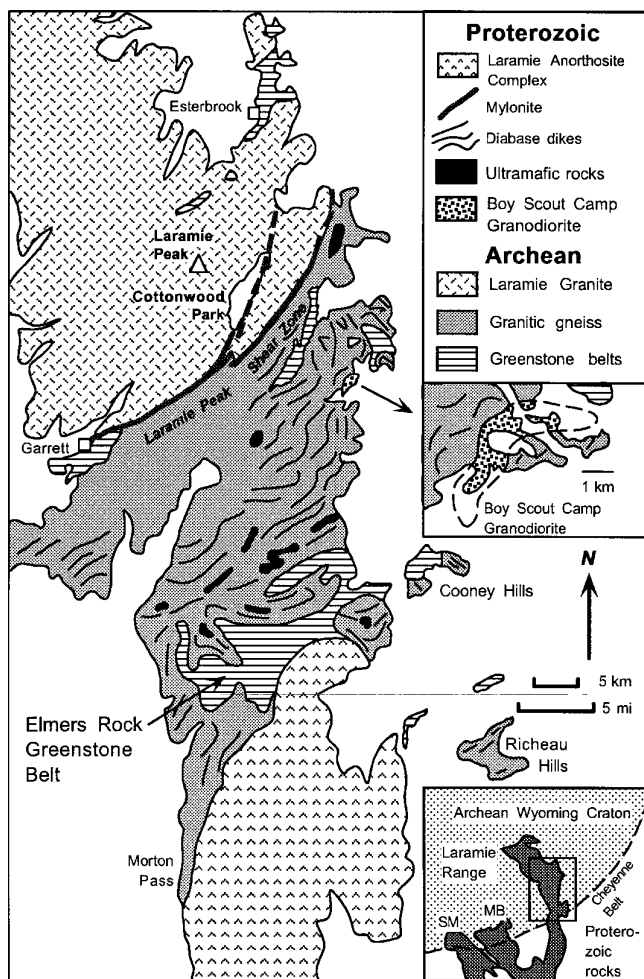 Esterbrook
Laramie
Peak
Cottonwood
Park
Laramie Peak Shear Zone
Garrett
Elmers Rock
Greenstone
Belt
Morton
Pass
Cooney Hills
Richeau
Hills
N
5 km
5 mi
Proterozoic
Laramie Anorthosite
Complex
Mylonite
Diabase dikes
Ultramafic rocks
Boy Scout Camp
Granodiorite
Archean
Laramie Granite
Granitic gneiss
Greenstone belts
1 km
Boy Scout Camp
Granodiorite
Archean Wyoming Craton
Laramie
Range
Cheyenne
Belt
SM
MB
Protero-
zoic
rocks